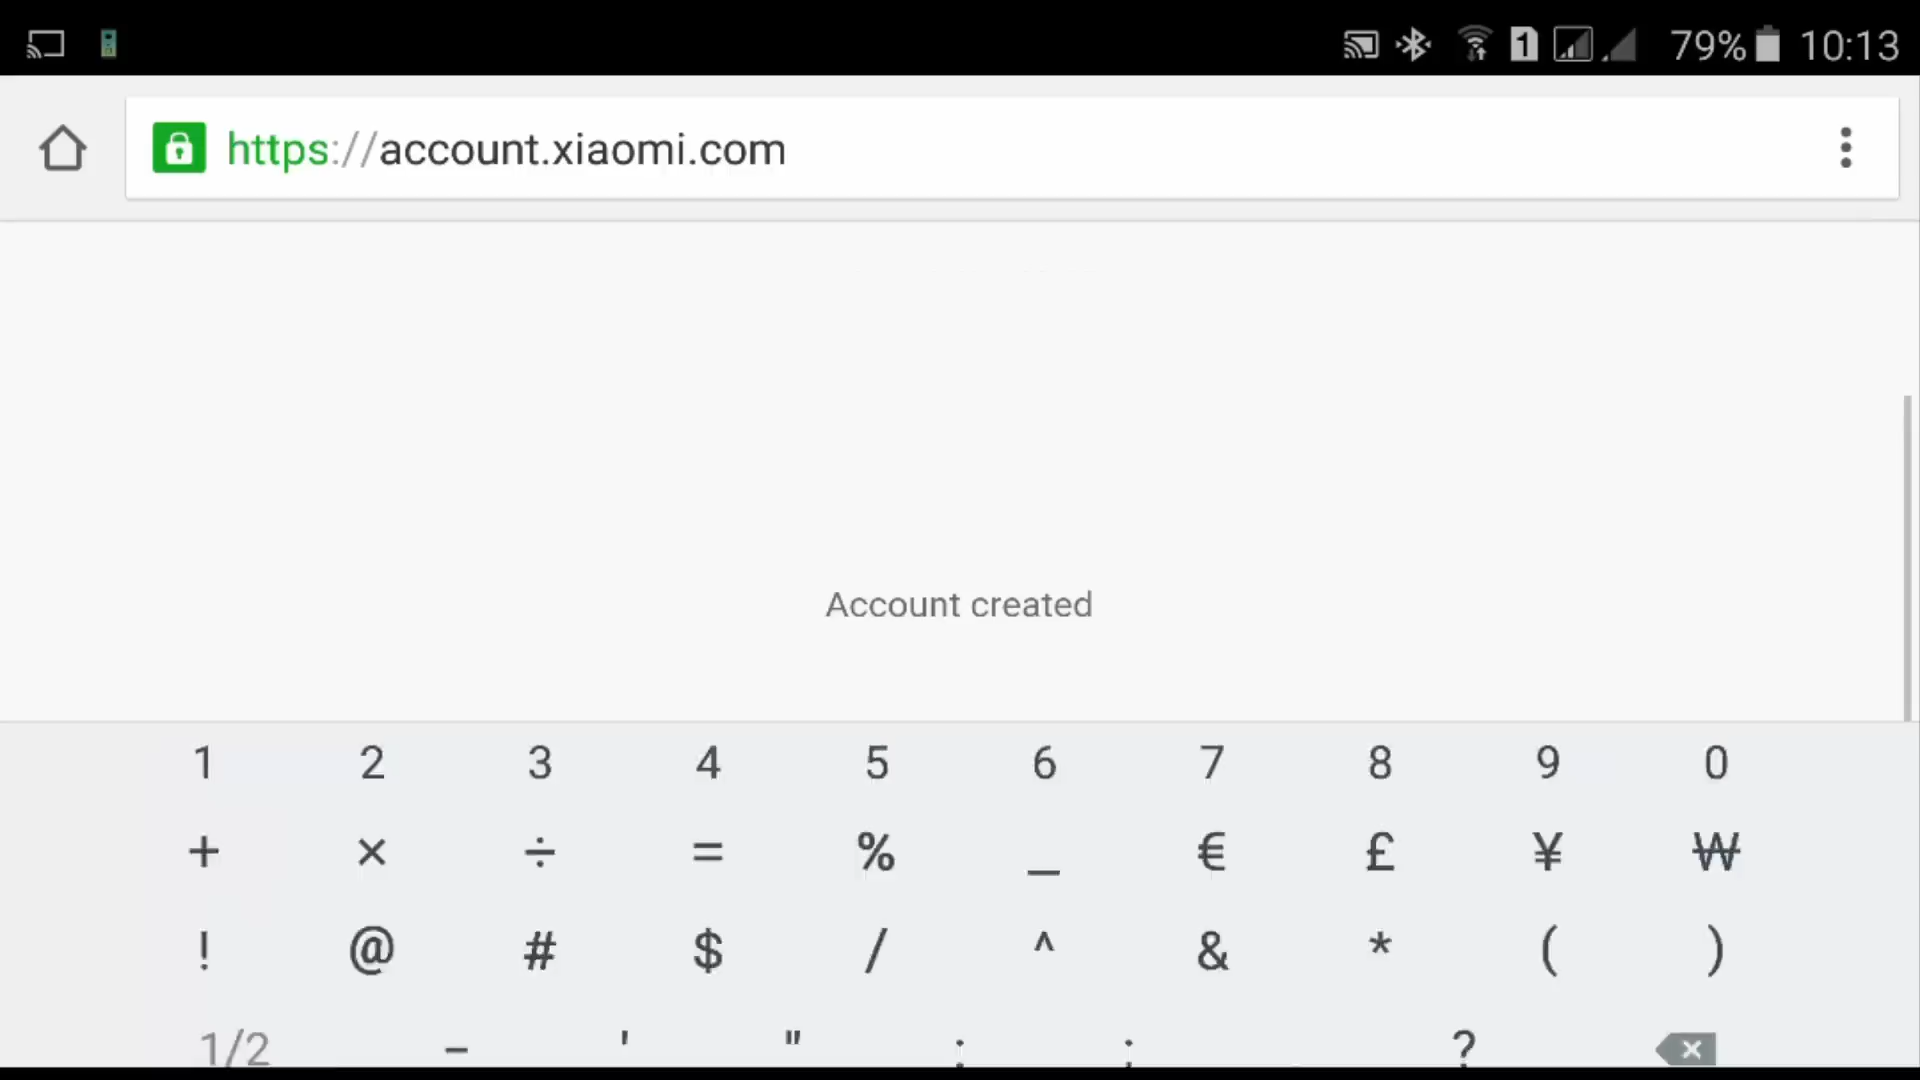 1 79% 10:13
https://account.xiaomi.com
Account created
1 2 3 4 5 6 7 8 9 0
+ × ÷ = % _ € £ ¥ ₩
! @ # $ / ^ & * ( )
1/2 - ' " : ; ?